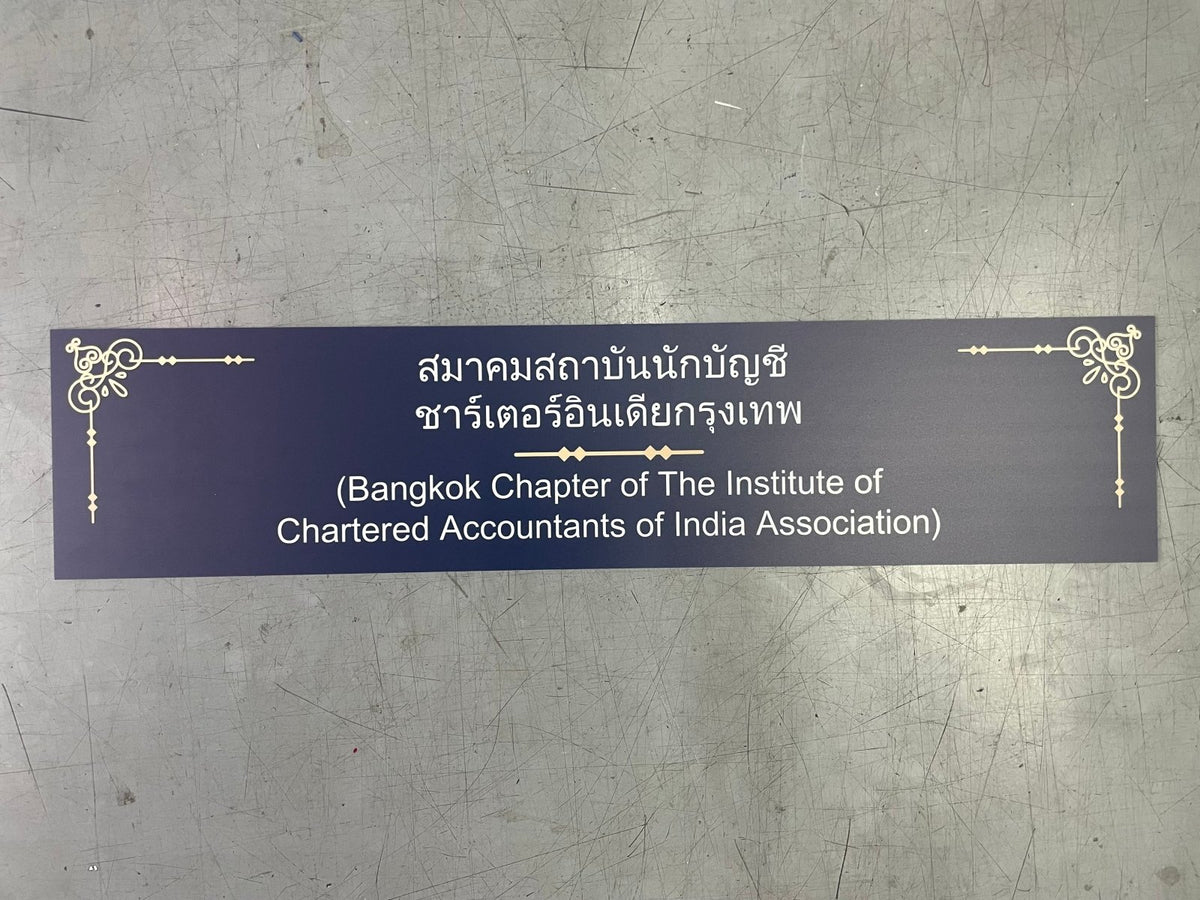 สมาคมสถาบันนักบัญชี
ชาร์เตอร์อินเดียกรุงเทพ
(Bangkok Chapter of The Institute of
Chartered Accountants of India Association)